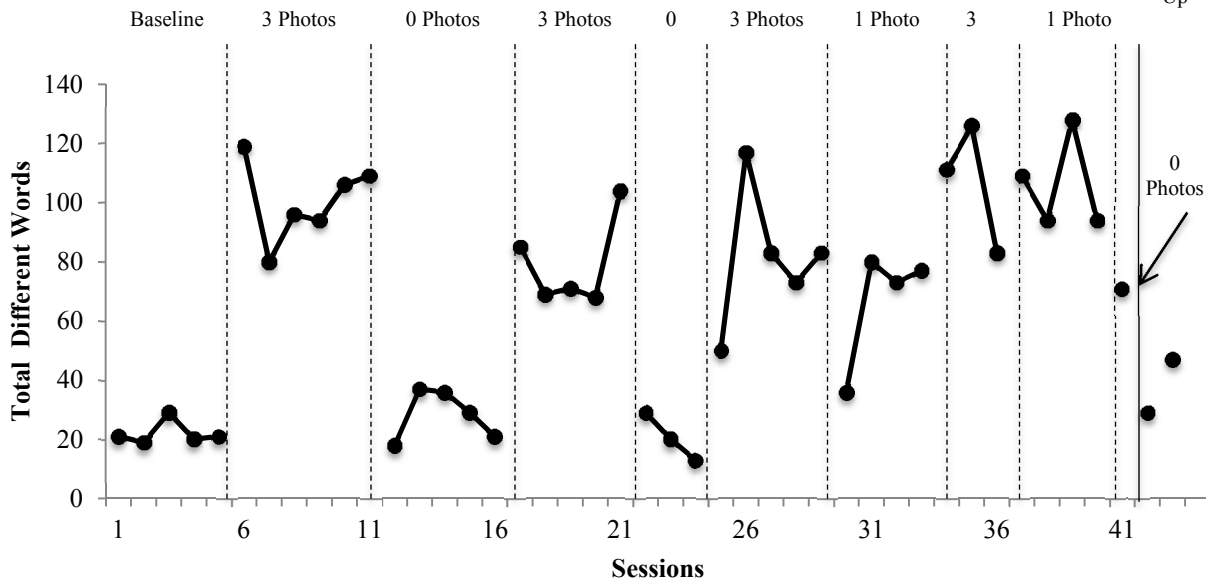 Up
Baseline 3 Photos 0 Photos 3 Photos 0 3 Photos 1 Photo 3 1 Photo
140
120
100
80
60
40
20
0
Total Different Words
0
Photos
1 6 11 16 21 26 31 36 41
Sessions